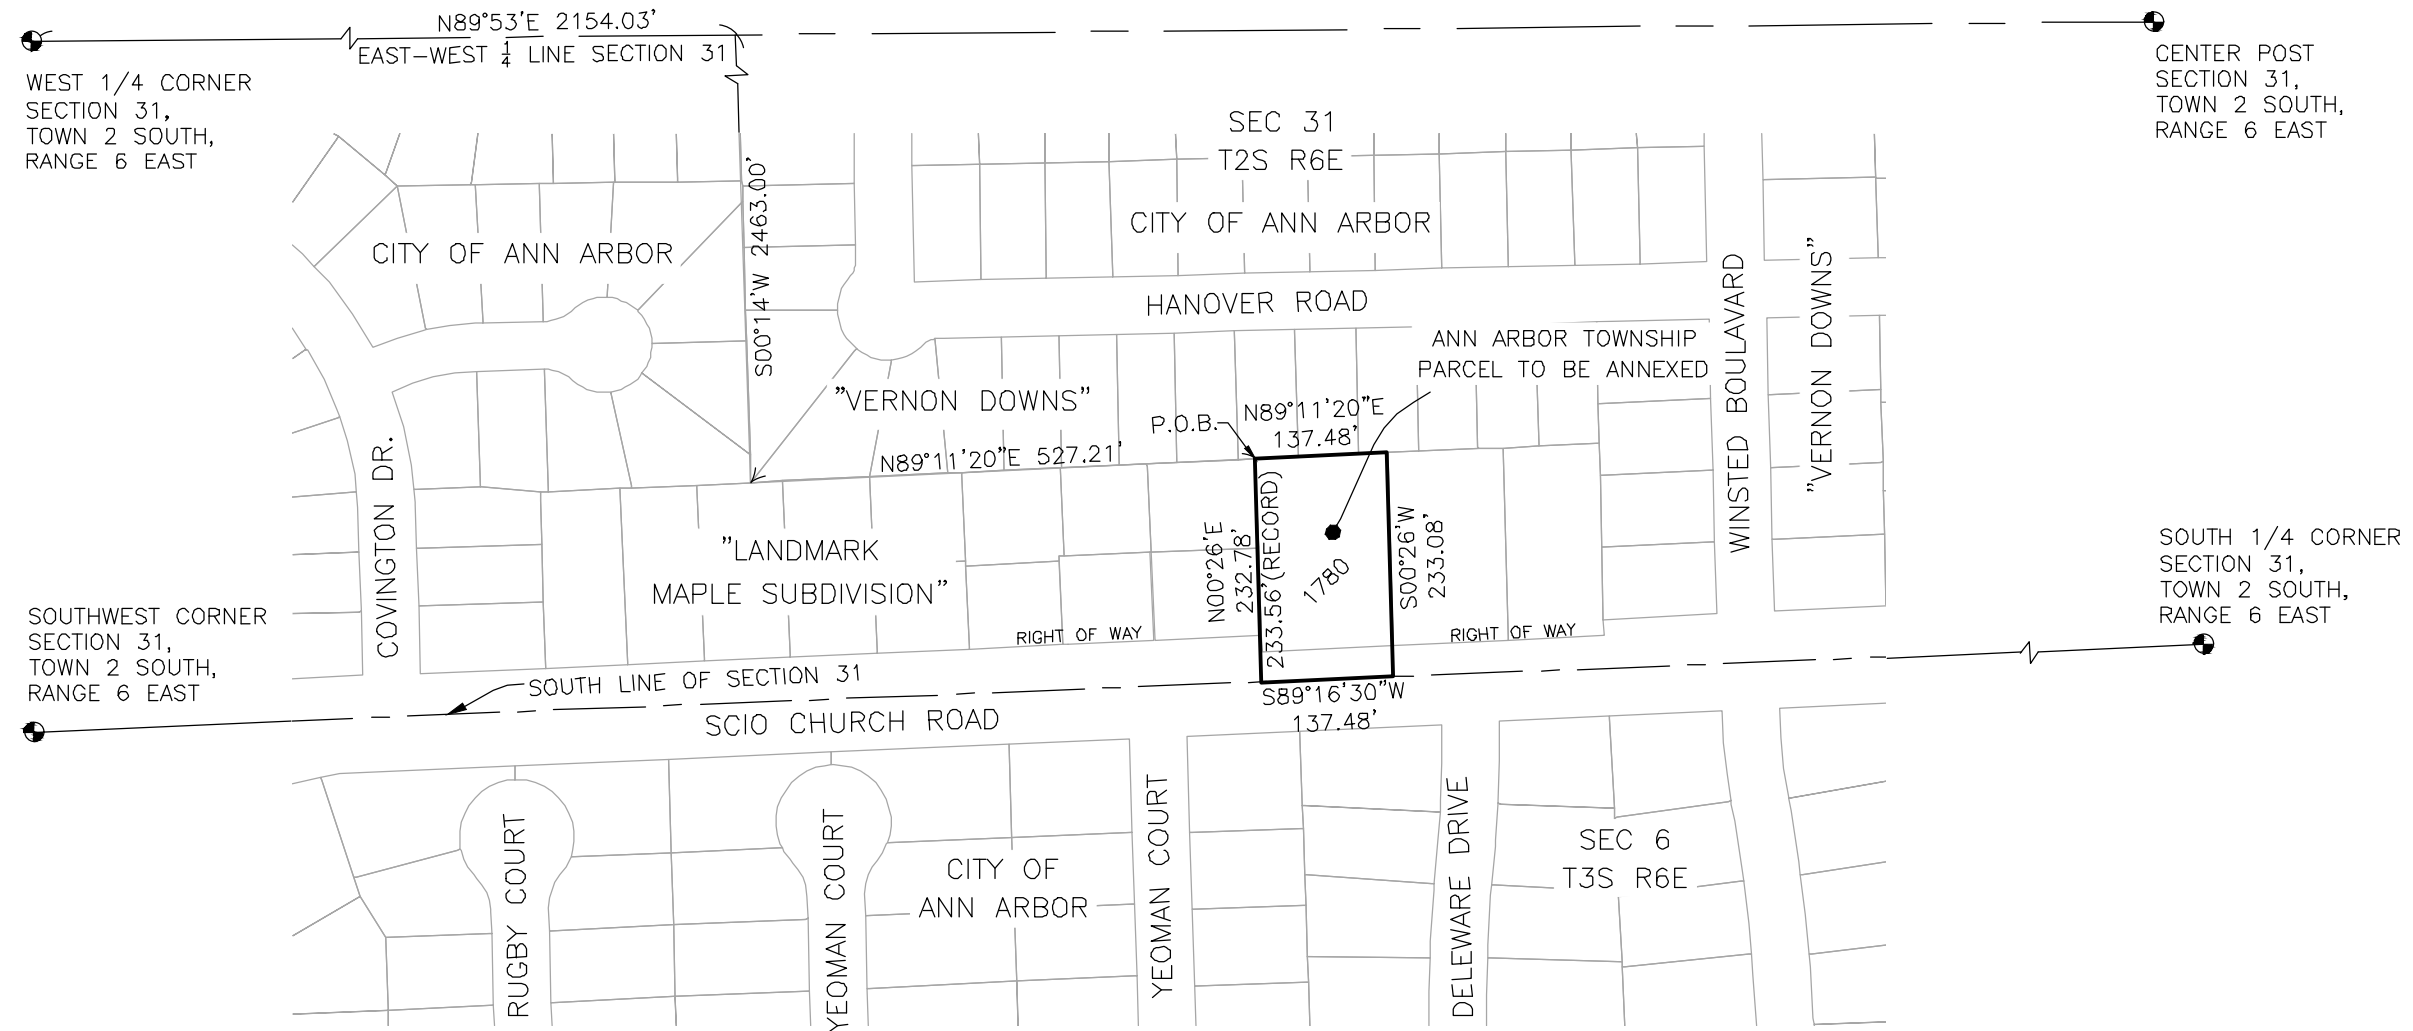 N89°53'E 2154.03'
EAST-WEST 1/4 LINE SECTION 31
WEST 1/4 CORNER
SECTION 31,
TOWN 2 SOUTH,
RANGE 6 EAST
CENTER POST
SECTION 31,
TOWN 2 SOUTH,
RANGE 6 EAST
SEC 31
T2S R6E
CITY OF ANN ARBOR
CITY OF ANN ARBOR
S00°14'W 2463.00'
HANOVER ROAD
WINSTED BOULAVARD
"VERNON DOWNS"
ANN ARBOR TOWNSHIP
PARCEL TO BE ANNEXED
"VERNON DOWNS"
P.O.B.
N89°11'20"E
137.48'
N89°11'20"E 527.21'
COVINGTON DR.
"LANDMARK
MAPLE SUBDIVISION"
N00°26'E
232.78'
233.56'(RECORD)
1780
S00°26'W
233.08'
RIGHT OF WAY
RIGHT OF WAY
SOUTH 1/4 CORNER
SECTION 31,
TOWN 2 SOUTH,
RANGE 6 EAST
SOUTHWEST CORNER
SECTION 31,
TOWN 2 SOUTH,
RANGE 6 EAST
SOUTH LINE OF SECTION 31
SCIO CHURCH ROAD
S89°16'30"W
137.48'
RUGBY COURT
YEOMAN COURT
CITY OF
ANN ARBOR
YEOMAN COURT
DELEWARE DRIVE
SEC 6
T3S R6E